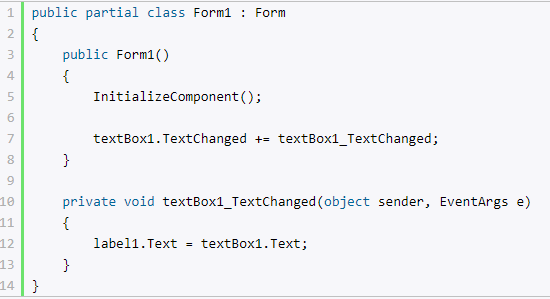 1 public partial class Form1 : Form
2 {
3     public Form1()
4     {
5         InitializeComponent();
6
7         textBox1.TextChanged += textBox1_TextChanged;
8     }
9
10     private void textBox1_TextChanged(object sender, EventArgs e)
11     {
12         label1.Text = textBox1.Text;
13     }
14 }